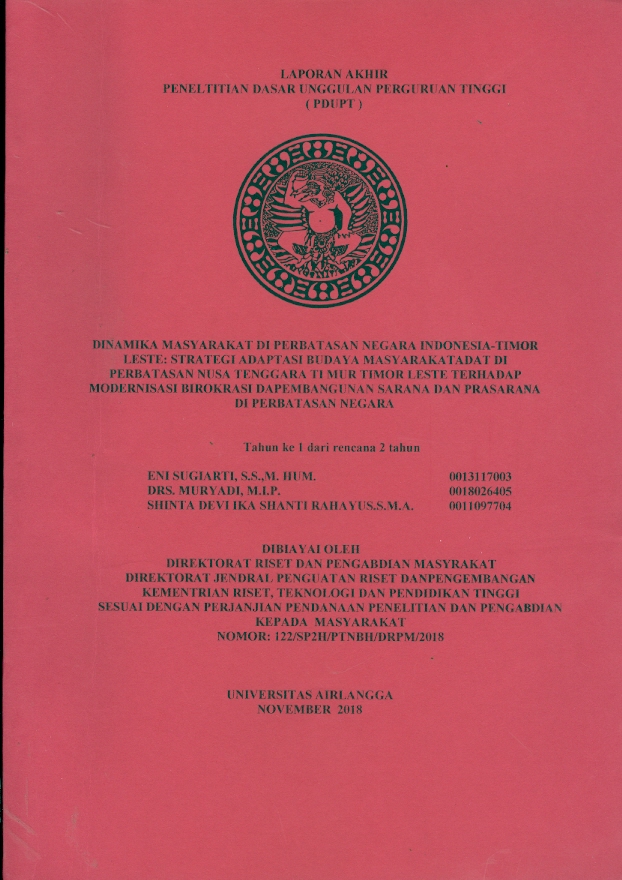 LAPORAN AKHIR
PENELTITIAN DASAR UNGGULAN PERGURUAN TINGGI
( PDUPT )
DINAMIKA MASYARAKAT DI PERBATASAN NEGARA INDONESIA-TIMOR
LESTE: STRATEGI ADAPTASI BUDAYA MASYARAKATADAT DI
PERBATASAN NUSA TENGGARA TI MUR TIMOR LESTE TERHADAP
MODERNISASI BIROKRASI DAPEMBANGUNAN SARANA DAN PRASARANA
DI PERBATASAN NEGARA
Tahun ke 1 dari rencana 2 tahun
ENI SUGIARTI, S.S.,M. HUM. 0013117003
DRS. MURYADI, M.I.P. 0018026405
SHINTA DEVI IKA SHANTI RAHAYUS.S.M.A. 0011097704
DIBIAYAI OLEH
DIREKTORAT RISET DAN PENGABDIAN MASYRAKAT
DIREKTORAT JENDRAL PENGUATAN RISET DANPENGEMBANGAN
KEMENTRIAN RISET, TEKNOLOGI DAN PENDIDIKAN TINGGI
SESUAI DENGAN PERJANJIAN PENDANAAN PENELITIAN DAN PENGABDIAN
KEPADA MASYARAKAT
NOMOR: 122/SP2H/PTNBH/DRPM/2018
UNIVERSITAS AIRLANGGA
NOVEMBER 2018